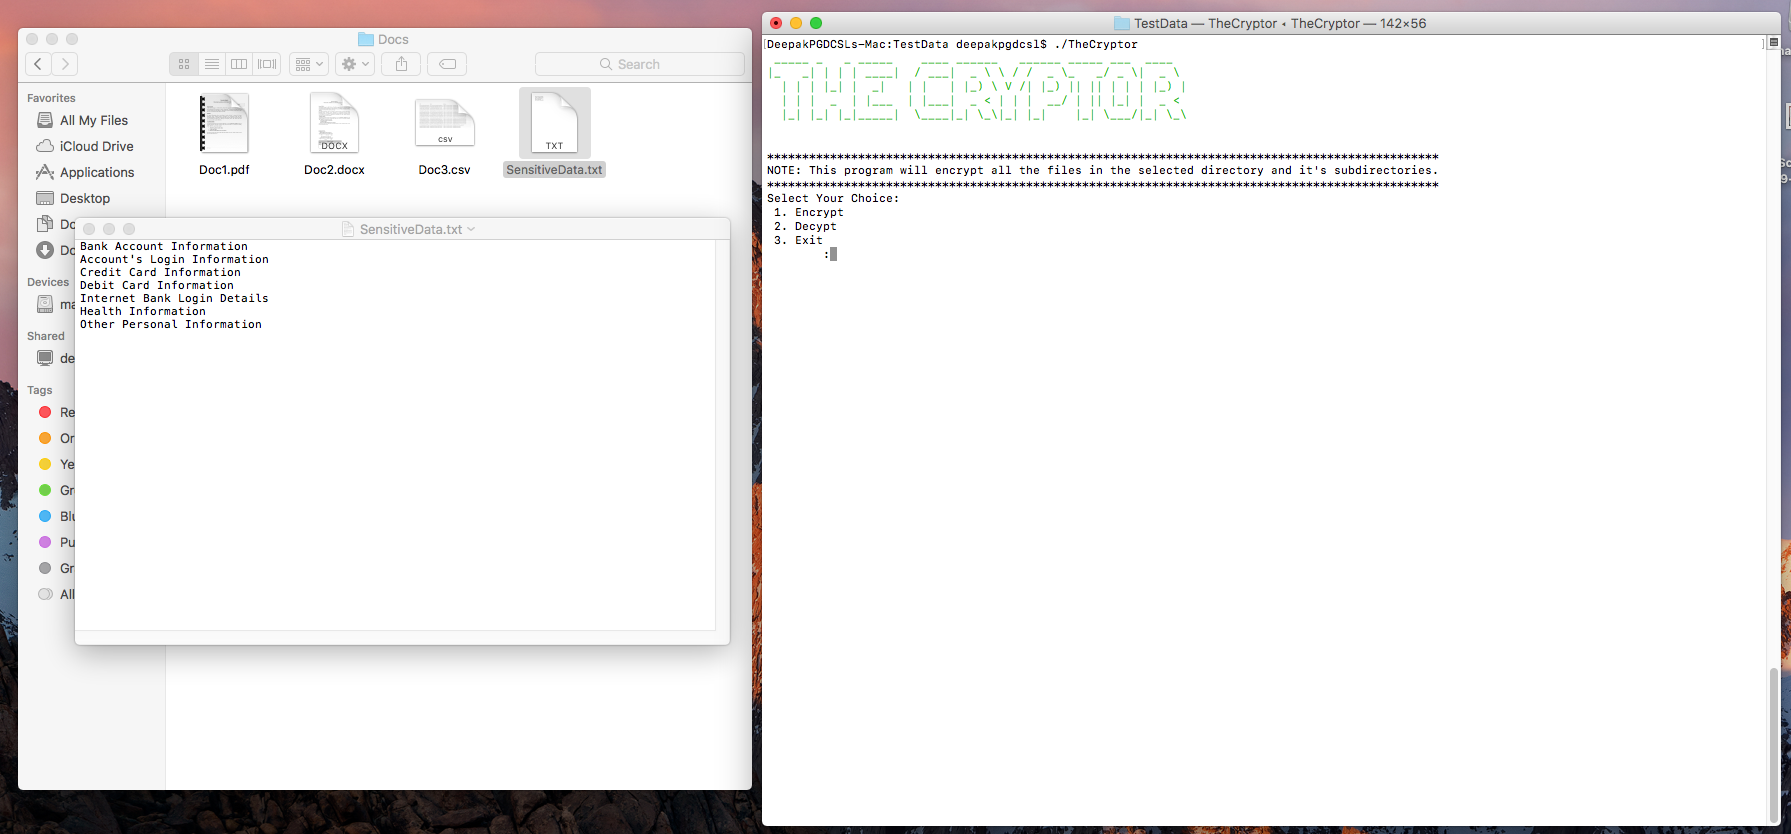 Docs
Search
Favorites
All My Files
iCloud Drive
Applications
Desktop
Do
Do
Devices
ma
Shared
de
Tags
Re
Or
Ye
Gr
Blu
Pu
Gr
All
DOCX
CSV
TXT
Doc1.pdf
Doc2.docx
Doc3.csv
SensitiveData.txt
SensitiveData.txt
Bank Account Information
Account's Login Information
Credit Card Information
Debit Card Information
Internet Bank Login Details
Health Information
Other Personal Information
TestData — TheCryptor ◂ TheCryptor — 142×56
[DeepakPGDCSLs-Mac:TestData deepakpgdcsl$ ./TheCryptor ]
THE CRYPTOR
************************************************************************************************
NOTE: This program will encrypt all the files in the selected directory and it's subdirectories.
************************************************************************************************
Select Your Choice:
1. Encrypt
2. Decypt
3. Exit
: